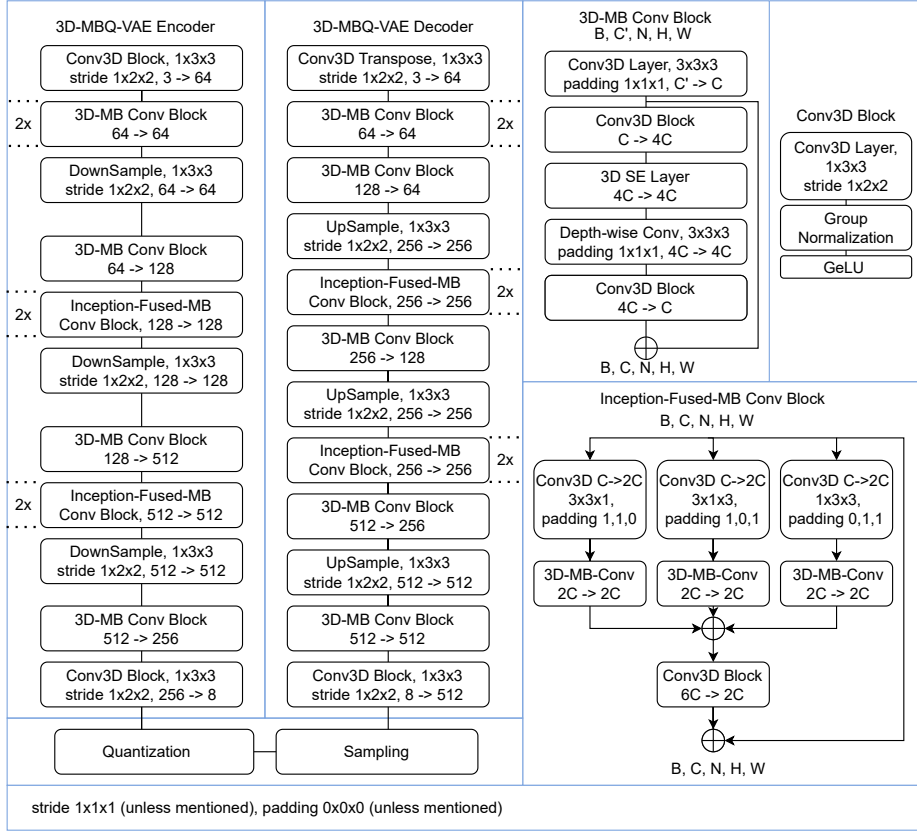 3D-MBQ-VAE Encoder
Conv3D Block, 1x3x3
stride 1x2x2, 3 -> 64
2x
3D-MB Conv Block
64 -> 64
DownSample, 1x3x3
stride 1x2x2, 64 -> 64
3D-MB Conv Block
64 -> 128
2x
Inception-Fused-MB
Conv Block, 128 -> 128
DownSample, 1x3x3
stride 1x2x2, 128 -> 128
3D-MB Conv Block
128 -> 512
2x
Inception-Fused-MB
Conv Block, 512 -> 512
DownSample, 1x3x3
stride 1x2x2, 512 -> 512
3D-MB Conv Block
512 -> 256
Conv3D Block, 1x3x3
stride 1x2x2, 256 -> 8
Quantization
3D-MBQ-VAE Decoder
Conv3D Transpose, 1x3x3
stride 1x2x2, 3 -> 64
3D-MB Conv Block
64 -> 64
2x
3D-MB Conv Block
128 -> 64
UpSample, 1x3x3
stride 1x2x2, 256 -> 256
Inception-Fused-MB
Conv Block, 256 -> 256
2x
3D-MB Conv Block
256 -> 128
UpSample, 1x3x3
stride 1x2x2, 256 -> 256
Inception-Fused-MB
Conv Block, 256 -> 256
2x
3D-MB Conv Block
512 -> 256
UpSample, 1x3x3
stride 1x2x2, 512 -> 512
3D-MB Conv Block
512 -> 512
Conv3D Block, 1x3x3
stride 1x2x2, 8 -> 512
Sampling
3D-MB Conv Block
B, C', N, H, W
Conv3D Layer, 3x3x3
padding 1x1x1, C' -> C
Conv3D Block
C -> 4C
3D SE Layer
4C -> 4C
Depth-wise Conv, 3x3x3
padding 1x1x1, 4C -> 4C
Conv3D Block
4C -> C
B, C, N, H, W
Conv3D Block
Conv3D Layer,
1x3x3
stride 1x2x2
Group
Normalization
GeLU
Inception-Fused-MB Conv Block
B, C, N, H, W
Conv3D C->2C
3x3x1,
padding 1,1,0
Conv3D C->2C
3x1x3,
padding 1,0,1
Conv3D C->2C
1x3x3,
padding 0,1,1
3D-MB-Conv
2C -> 2C
3D-MB-Conv
2C -> 2C
3D-MB-Conv
2C -> 2C
Conv3D Block
6C -> 2C
B, C, N, H, W
stride 1x1x1 (unless mentioned), padding 0x0x0 (unless mentioned)